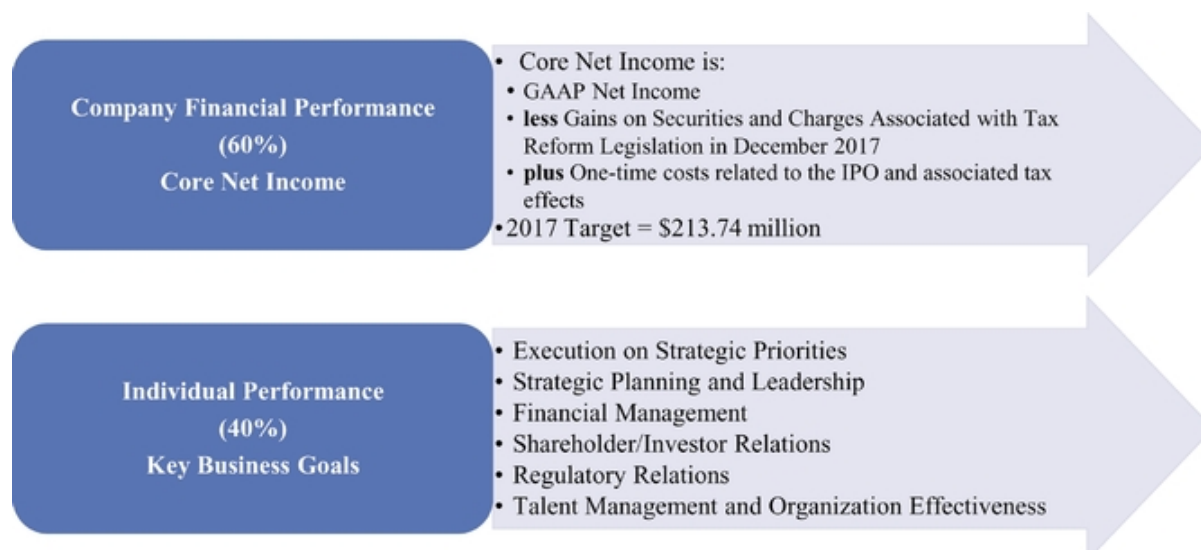 Company Financial Performance
(60%)
Core Net Income
• Core Net Income is:
• GAAP Net Income
• less Gains on Securities and Charges Associated with Tax
Reform Legislation in December 2017
• plus One-time costs related to the IPO and associated tax
effects
•2017 Target = $213.74 million
Individual Performance
(40%)
Key Business Goals
• Execution on Strategic Priorities
• Strategic Planning and Leadership
• Financial Management
• Shareholder/Investor Relations
• Regulatory Relations
• Talent Management and Organization Effectiveness